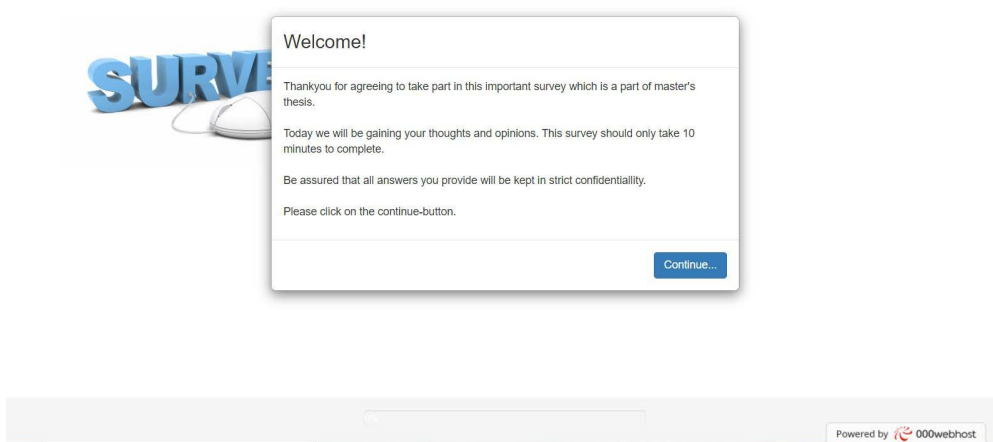 SURVE
Welcome!
Thankyou for agreeing to take part in this important survey which is a part of master's
thesis.
Today we will be gaining your thoughts and opinions. This survey should only take 10
minutes to complete.
Be assured that all answers you provide will be kept in strict confidentiallity.
Please click on the continue-button.
Continue...
Powered by 000webhost